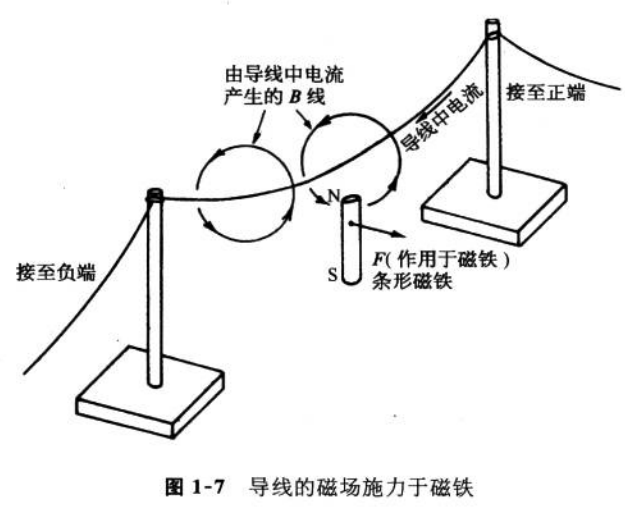 由导线中电流
产生的 B 线
导线中电流
接至正端
N
F(作用于磁铁)
S
条形磁铁
接至负端
图 1-7 导线的磁场施力于磁铁